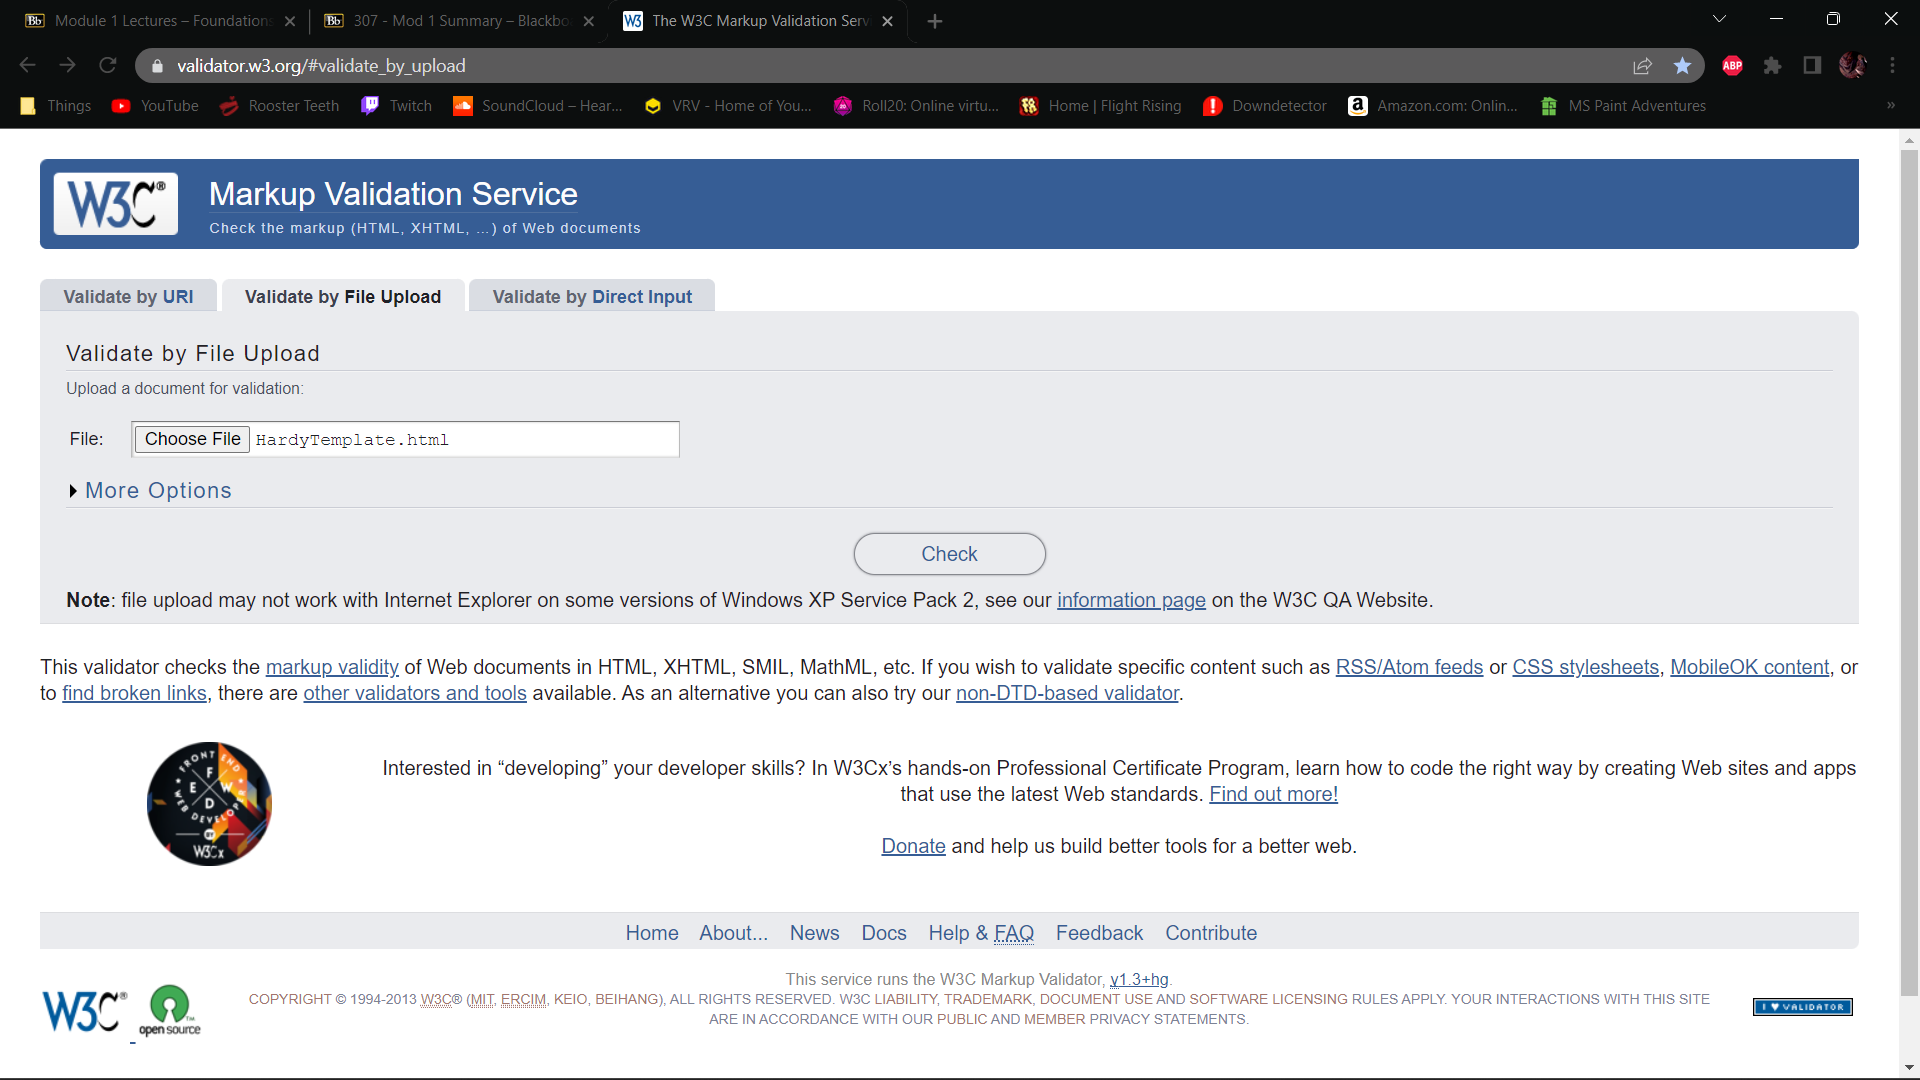 Module 1 Lectures – Foundations
307 - Mod 1 Summary – Blackbo
The W3C Markup Validation Serv
validator.w3.org/#validate_by_upload
ABP
Things
YouTube
Rooster Teeth
Twitch
SoundCloud – Hear...
VRV - Home of You...
Roll20: Online virtu...
Home | Flight Rising
Downdetector
Amazon.com: Onlin...
MS Paint Adventures
»
W3C®
Markup Validation Service
Check the markup (HTML, XHTML, ...) of Web documents
Validate by URI
Validate by File Upload
Validate by Direct Input
Validate by File Upload
Upload a document for validation:
File: Choose File HardyTemplate.html
More Options
Check
Note: file upload may not work with Internet Explorer on some versions of Windows XP Service Pack 2, see our information page on the W3C QA Website.
This validator checks the markup validity of Web documents in HTML, XHTML, SMIL, MathML, etc. If you wish to validate specific content such as RSS/Atom feeds or CSS stylesheets, MobileOK content, or
to find broken links, there are other validators and tools available. As an alternative you can also try our non-DTD-based validator.
FRONT END
F E W D
WEB DEVELOP
BY
W3Cx
Interested in “developing” your developer skills? In W3Cx’s hands-on Professional Certificate Program, learn how to code the right way by creating Web sites and apps
that use the latest Web standards. Find out more!
Donate and help us build better tools for a better web.
Home About... News Docs Help & FAQ Feedback Contribute
This service runs the W3C Markup Validator, v1.3+hg.
W3C®
open source
COPYRIGHT © 1994-2013 W3C® (MIT, ERCIM, KEIO, BEIHANG), ALL RIGHTS RESERVED. W3C LIABILITY, TRADEMARK, DOCUMENT USE AND SOFTWARE LICENSING RULES APPLY. YOUR INTERACTIONS WITH THIS SITE
ARE IN ACCORDANCE WITH OUR PUBLIC AND MEMBER PRIVACY STATEMENTS.
I ♥ VALIDATOR